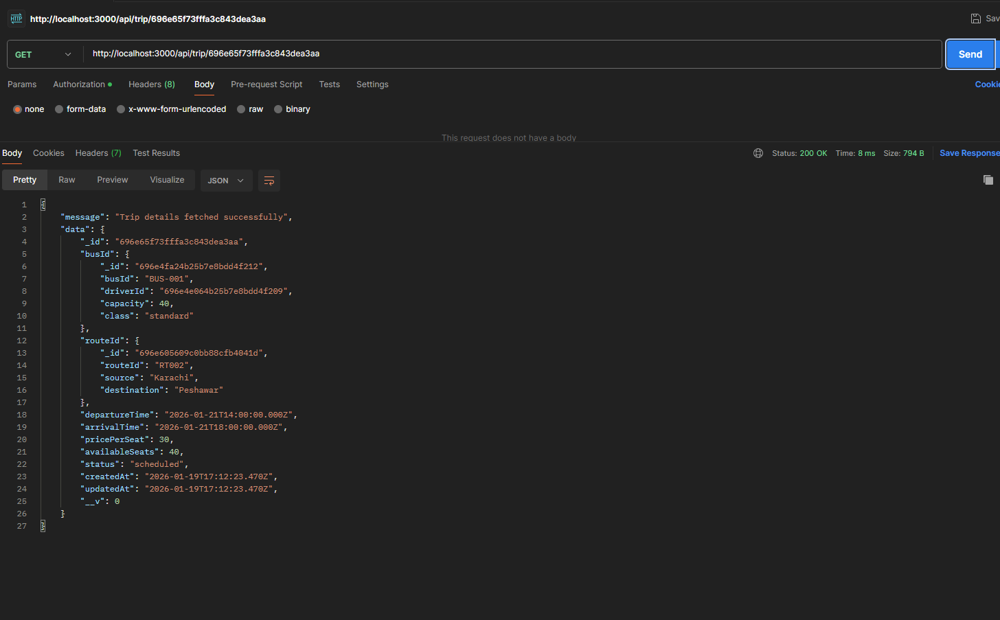 HTTP http://localhost:3000/api/trip/696e65f73fffa3c843dea3aa Sav
GET http://localhost:3000/api/trip/696e65f73fffa3c843dea3aa Send
Params Authorization Headers (8) Body Pre-request Script Tests Settings Cookie
none form-data x-www-form-urlencoded raw binary
This request does not have a body
Body Cookies Headers (7) Test Results Status: 200 OK Time: 8 ms Size: 794 B Save Response
Pretty Raw Preview Visualize JSON
1 {
2 "message": "Trip details fetched successfully",
3 "data": {
4 "_id": "696e65f73fffa3c843dea3aa",
5 "busId": {
6 "_id": "696e4fa24b25b7e8bdd4f212",
7 "busId": "BUS-001",
8 "driverId": "696e4e064b25b7e8bdd4f209",
9 "capacity": 40,
10 "class": "standard"
11 },
12 "routeId": {
13 "_id": "696e605609c0bb88cfb4041d",
14 "routeId": "RT002",
15 "source": "Karachi",
16 "destination": "Peshawar"
17 },
18 "departureTime": "2026-01-21T14:00:00.000Z",
19 "arrivalTime": "2026-01-21T18:00:00.000Z",
20 "pricePerSeat": 30,
21 "availableSeats": 40,
22 "status": "scheduled",
23 "createdAt": "2026-01-19T17:12:23.470Z",
24 "updatedAt": "2026-01-19T17:12:23.470Z",
25 "__v": 0
26 }
27 }